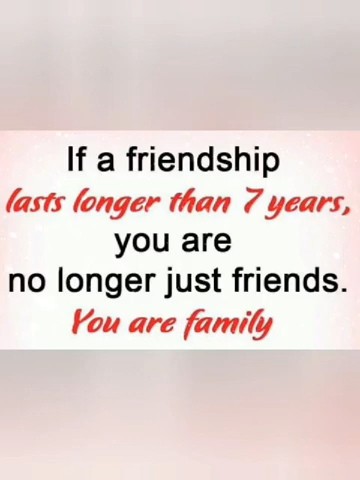 If a friendship
lasts longer than 7 years,
you are
no longer just friends.
You are family